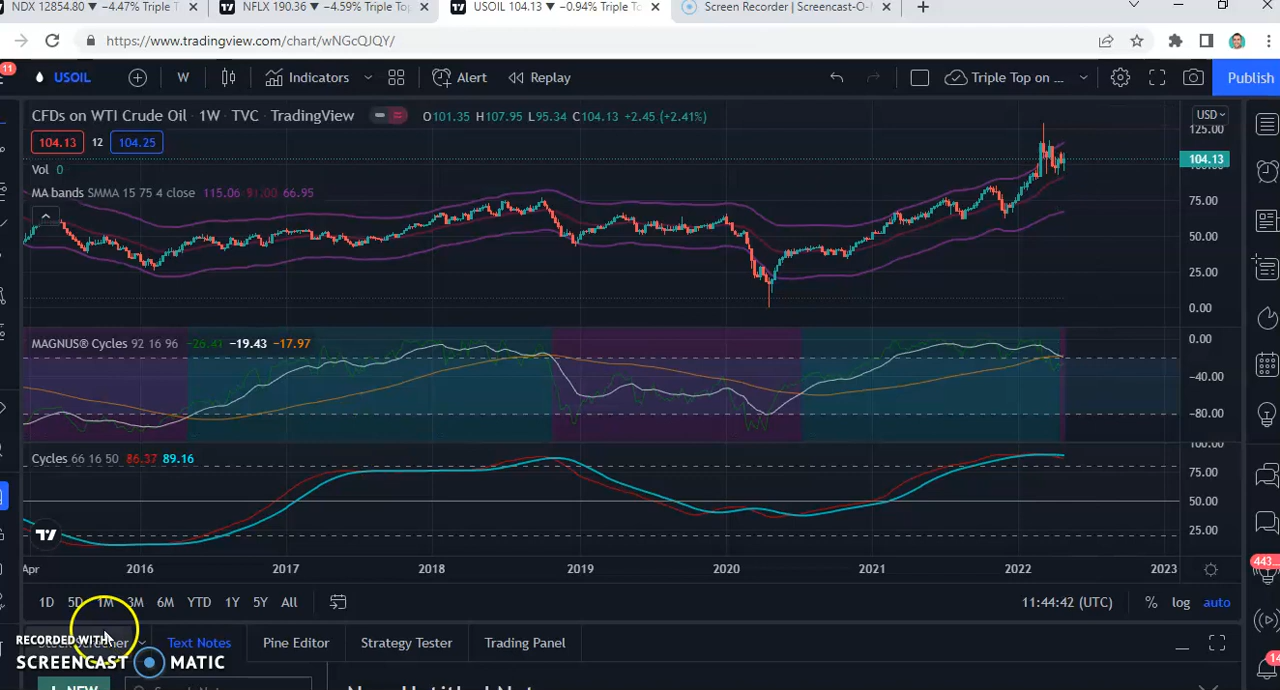 NDX 12854.80 ▼ −4.47% Triple T
NFLX 190.36 ▼ −4.59% Triple To
USOIL 104.13 ▼ −0.94% Triple T
Screen Recorder | Screencast-O-M
https://www.tradingview.com/chart/wNGcQJQY/
11
USOIL
W
Indicators
Alert
Replay
Triple Top on ...
Publish
CFDs on WTI Crude Oil · 1W · TVC · TradingView
O101.35 H107.95 L95.34 C104.13 +2.45 (+2.41%)
USD
104.13 12 104.25
Vol 0
MA bands SMMA 15 75 4 close 115.06 91.00 66.95
125.00
104.13
100.00
75.00
50.00
25.00
0.00
MAGNUS® Cycles 92 16 96 −26.41 −19.43 −17.97
0.00
−40.00
−80.00
Cycles 66 16 50 86.37 89.16
100.00
75.00
50.00
25.00
Apr 2016 2017 2018 2019 2020 2021 2022 2023
1D 5D 1M 3M 6M YTD 1Y 5Y All
11:44:42 (UTC) % log auto
443
Stock Screener Text Notes Pine Editor Strategy Tester Trading Panel
RECORDED WITH
SCREENCAST MATIC
14
+ NEW